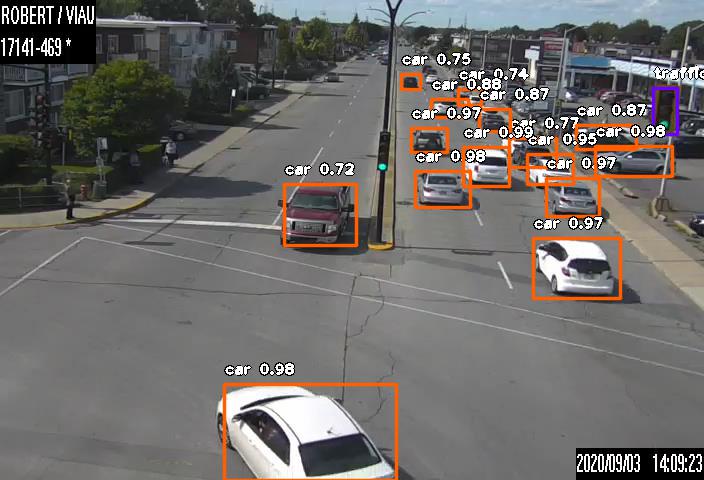 ROBERT / VIAU
17141-469 *
car 0.75
car 0.74
car 0.88
car 0.87
car 0.97
car 0.87
car 0.77
car 0.99
car 0.98
car 0.95
car 0.98
car 0.97
car 0.72
car 0.97
car 0.98
2020/09/03 14:09:23